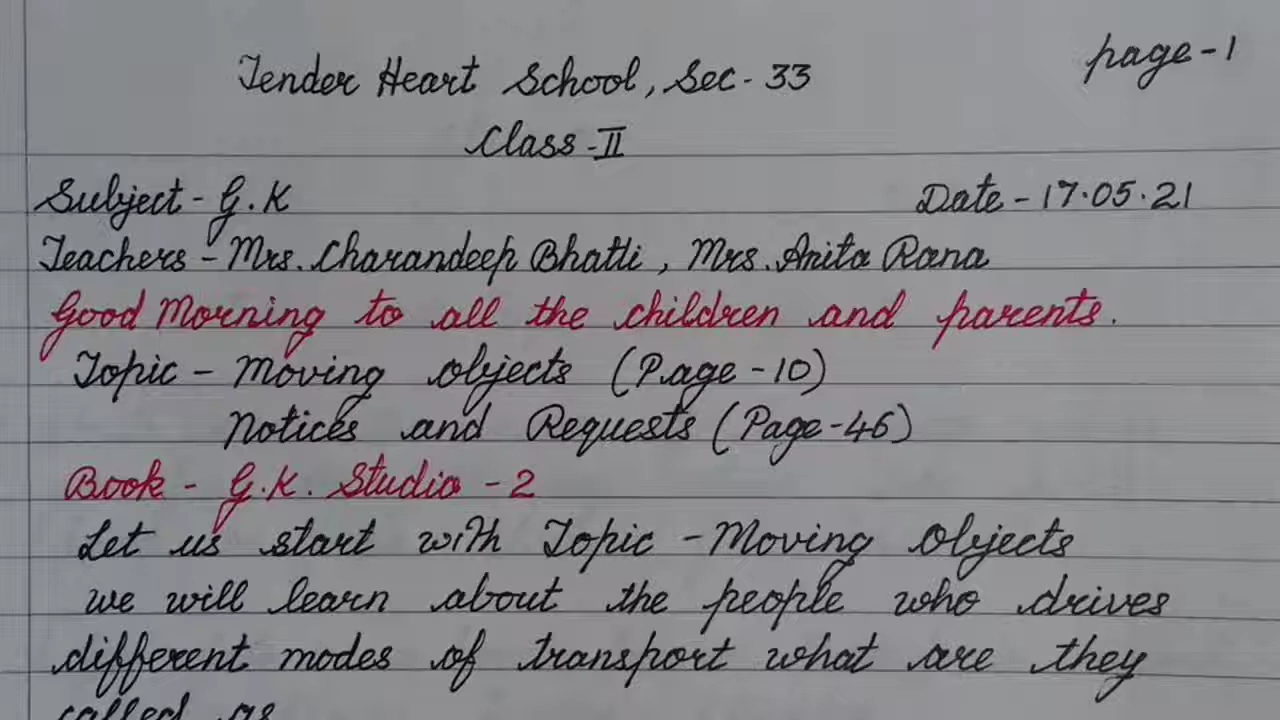 page-1
Tender Heart School, Sec-33
Class-II
Subject- G.K
Date-17.05.21
Teachers-Mrs. Charandeep Bhatli, Mrs. Anita Rana
Good Morning to all the children and parents.
Topic- Moving objects (Page-10)
Notices and Requests (Page-46)
Book- G.K. Studio-2
Let us start with Topic-Moving Objects
we will learn about the people who drives
different modes of transport what are they
called as